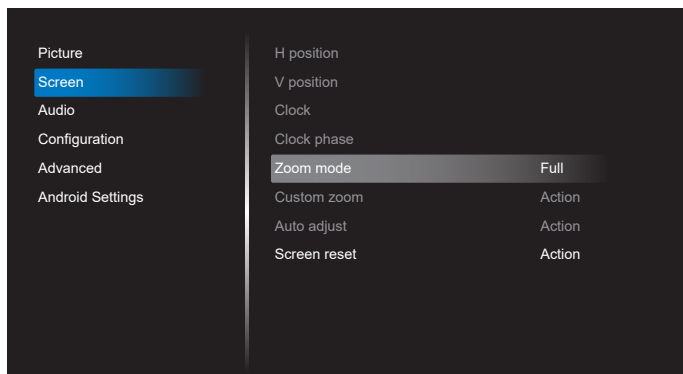 Picture
Screen
Audio
Configuration
Advanced
Android Settings
H position
V position
Clock
Clock phase
Zoom mode Full
Custom zoom Action
Auto adjust Action
Screen reset Action